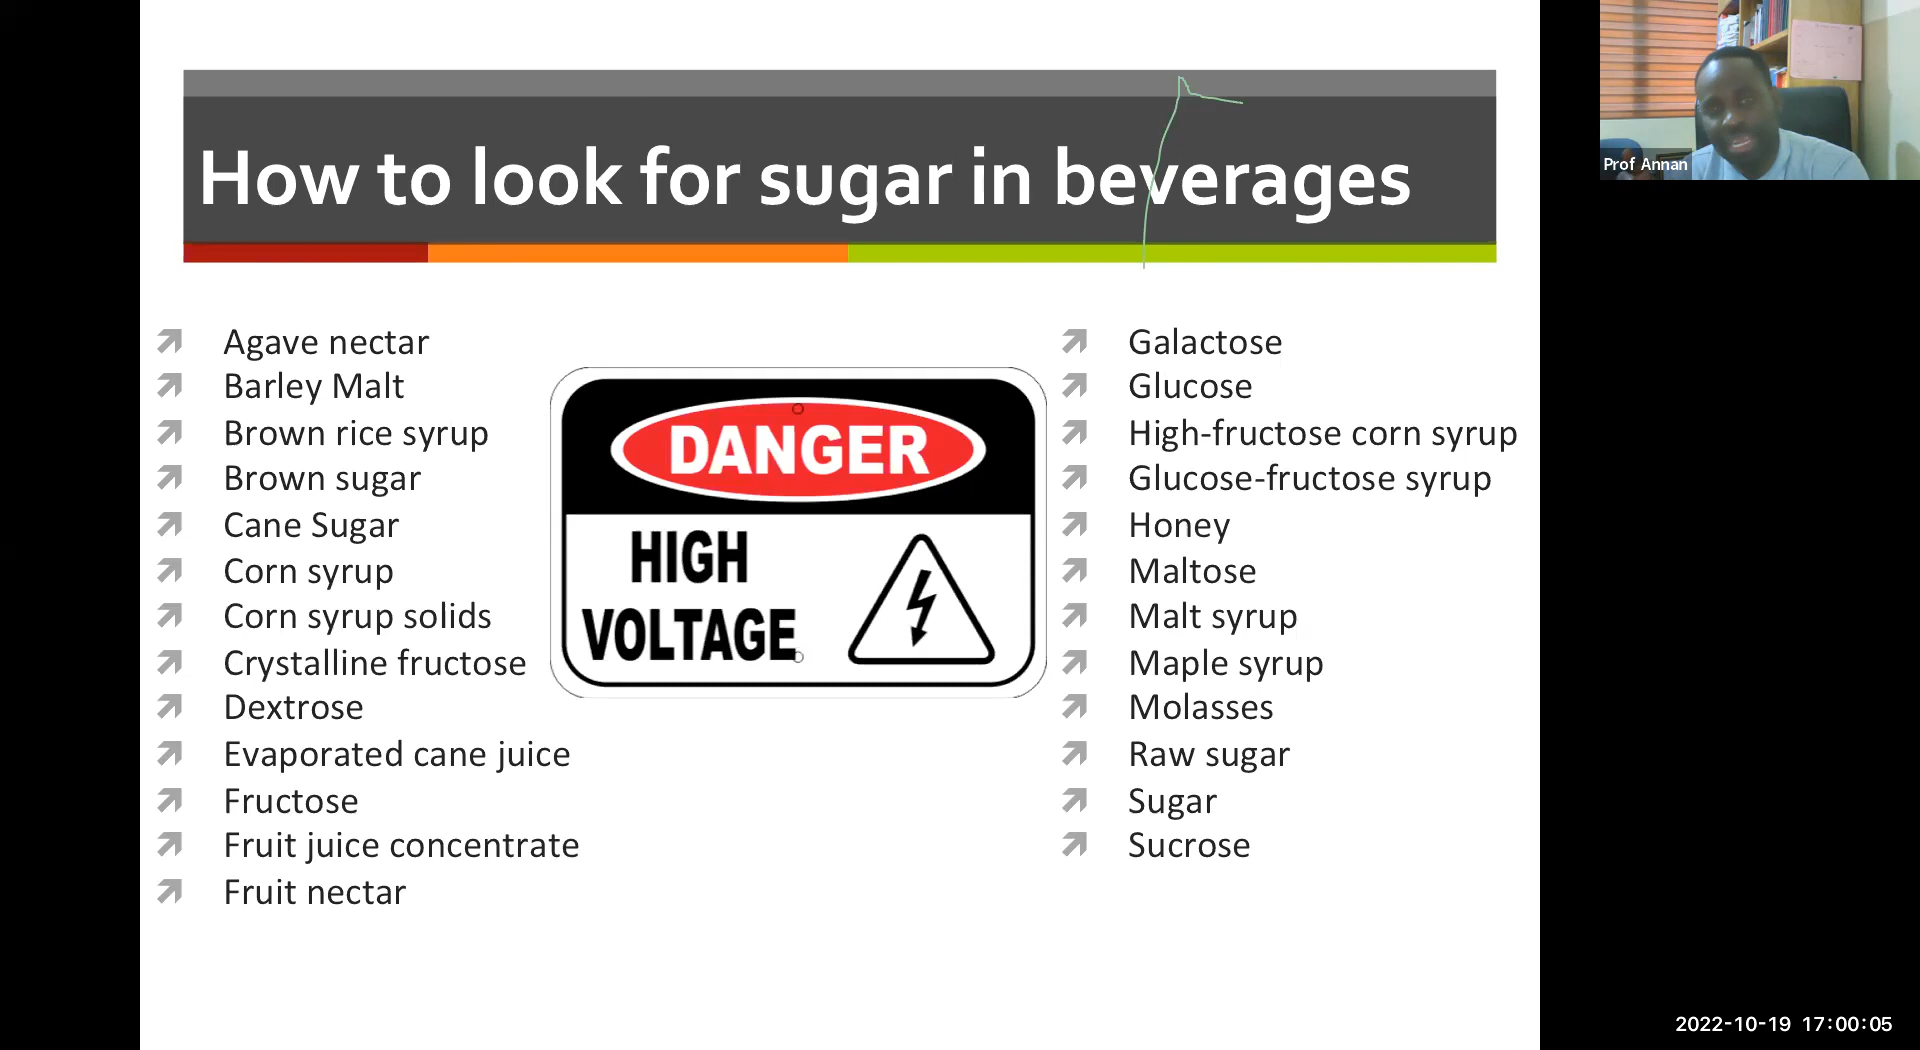 How to look for sugar in beverages
Prof Annan
Agave nectar
Barley Malt
Brown rice syrup
Brown sugar
Cane Sugar
Corn syrup
Corn syrup solids
Crystalline fructose
Dextrose
Evaporated cane juice
Fructose
Fruit juice concentrate
Fruit nectar
DANGER
HIGH
VOLTAGE
Galactose
Glucose
High-fructose corn syrup
Glucose-fructose syrup
Honey
Maltose
Malt syrup
Maple syrup
Molasses
Raw sugar
Sugar
Sucrose
2022-10-19 17:00:05